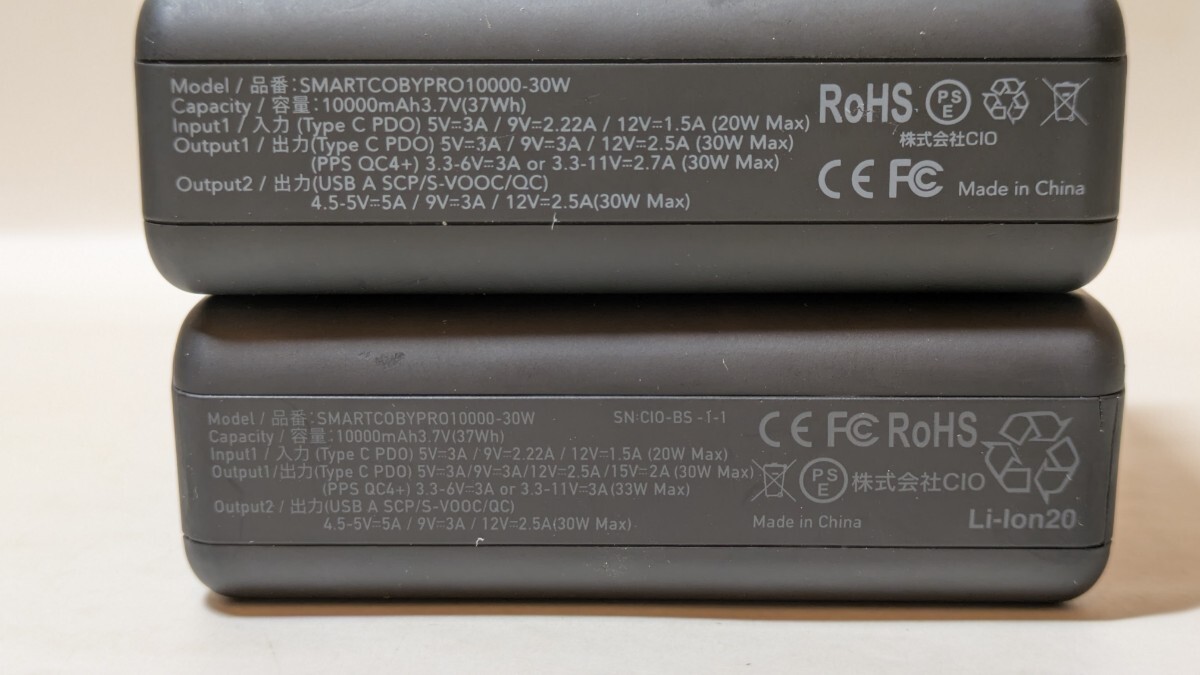 Model / 品番:SMARTCOBYPRO10000-30W
Capacity / 容量:10000mAh3.7V(37Wh)
Input1 / 入力 (Type C PDO) 5V⎓3A / 9V⎓2.22A / 12V⎓1.5A (20W Max)
Output1 / 出力(Type C PDO) 5V⎓3A / 9V⎓3A / 12V⎓2.5A (30W Max)
(PPS QC4+) 3.3-6V⎓3A or 3.3-11V⎓2.7A (30W Max)
Output2 / 出力(USB A SCP/S-VOOC/QC)
4.5-5V⎓5A / 9V⎓3A / 12V⎓2.5A(30W Max)
RoHS PSE
株式会社CIO
CE FC Made in China
Model / 品番:SMARTCOBYPRO10000-30W SN:CIO-BS -1-1
Capacity / 容量:10000mAh3.7V(37Wh)
Input1 / 入力 (Type C PDO) 5V⎓3A / 9V⎓2.22A / 12V⎓1.5A (20W Max)
Output1/出力(Type C PDO) 5V⎓3A/9V⎓3A/12V⎓2.5A/15V⎓2A (30W Max)
(PPS QC4+) 3.3-6V⎓3A or 3.3-11V⎓3A (33W Max)
Output2 / 出力(USB A SCP/S-VOOC/QC)
4.5-5V⎓5A / 9V⎓3A / 12V⎓2.5A(30W Max)
CE FC RoHS
PSE 株式会社CIO
Made in China
Li-Ion20